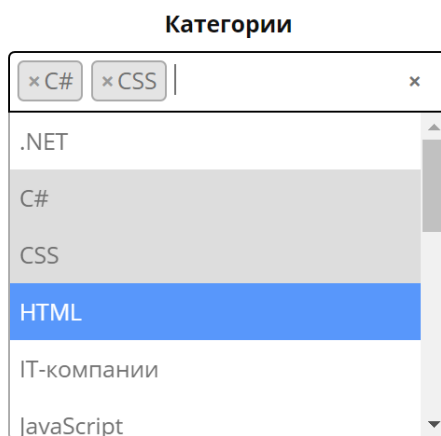 Категории
×C# ×CSS ×
.NET
C#
CSS
HTML
IT-компании
JavaScript